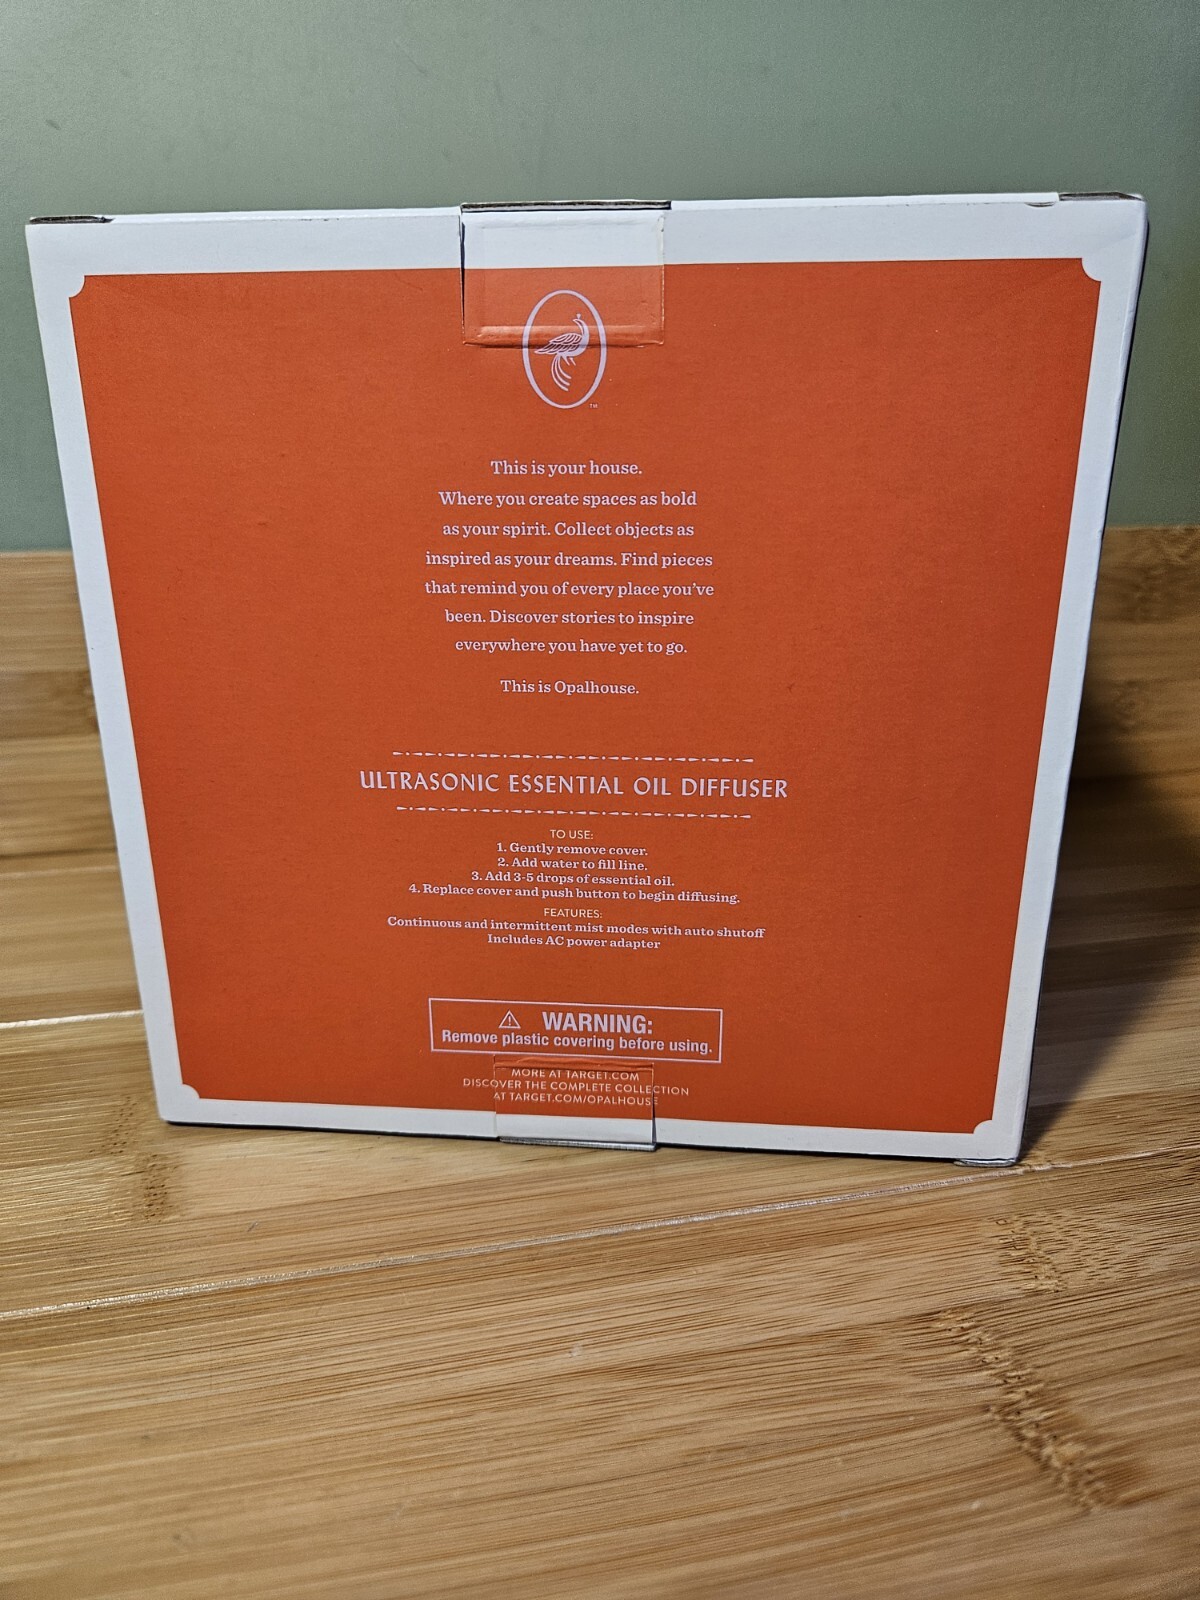 ™
This is your house.
Where you create spaces as bold
as your spirit. Collect objects as
inspired as your dreams. Find pieces
that remind you of every place you've
been. Discover stories to inspire
everywhere you have yet to go.
This is Opalhouse.
ULTRASONIC ESSENTIAL OIL DIFFUSER
TO USE:
1. Gently remove cover.
2. Add water to fill line.
3. Add 3-5 drops of essential oil.
4. Replace cover and push button to begin diffusing.
FEATURES:
Continuous and intermittent mist modes with auto shutoff
Includes AC power adapter
⚠ WARNING:
Remove plastic covering before using.
MORE AT TARGET.COM
DISCOVER THE COMPLETE COLLECTION
AT TARGET.COM/OPALHOUSE